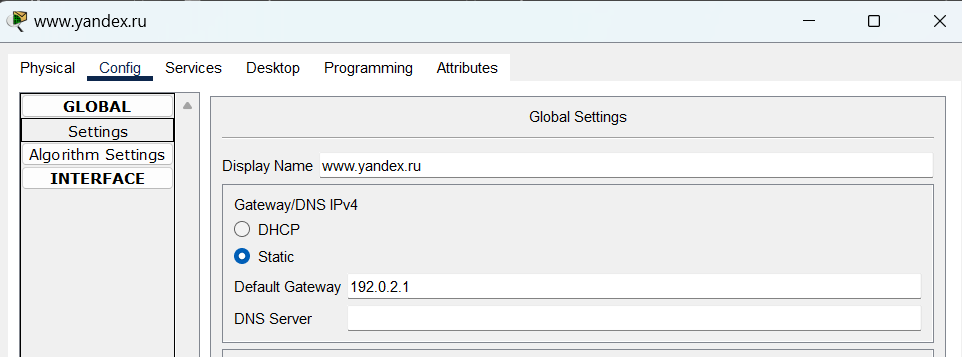 www.yandex.ru
Physical Config Services Desktop Programming Attributes
GLOBAL
Settings
Algorithm Settings
INTERFACE
Global Settings
Display Name www.yandex.ru
Gateway/DNS IPv4
DHCP
Static
Default Gateway 192.0.2.1
DNS Server